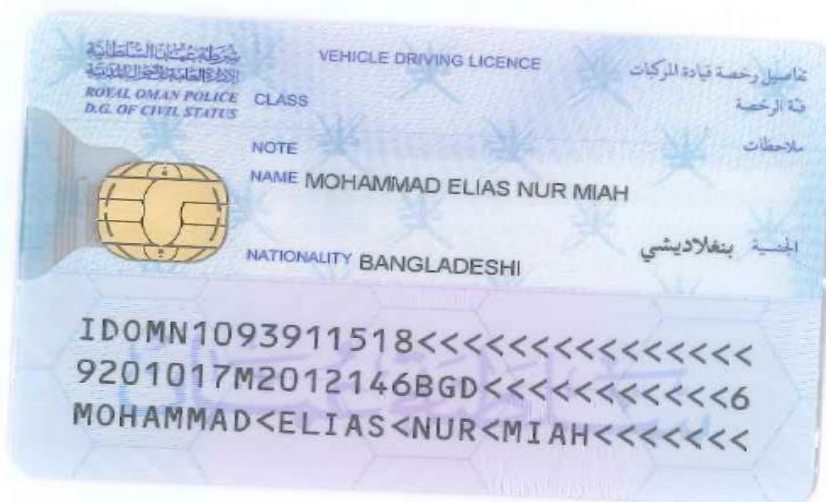 شرطة عمان السلطانية
الإدارة العامة للأحوال المدنية
ROYAL OMAN POLICE
D.G. OF CIVIL STATUS
VEHICLE DRIVING LICENCE تفاصيل رخصة قيادة المركبات
CLASS فئة الرخصة
NOTE ملاحظات
NAME MOHAMMAD ELIAS NUR MIAH
NATIONALITY BANGLADESHI الجنسية بنغلاديشي
IDOMN1093911518<<<<<<<<<<<<<<<
9201017M2012146BGD<<<<<<<<<<<6
MOHAMMAD<ELIAS<NUR<MIAH<<<<<<<